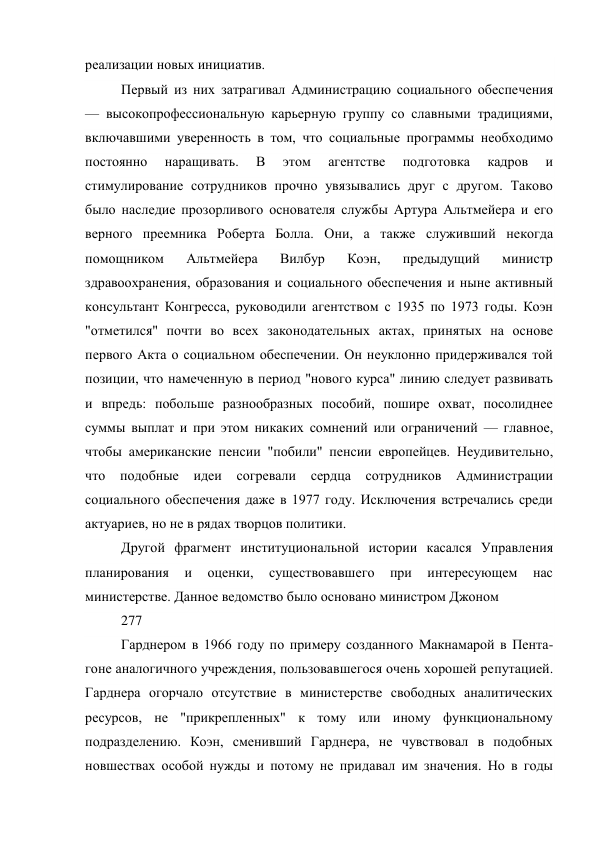 реализации новых инициатив.
Первый из них затрагивал Администрацию социального обеспечения
— высокопрофессиональную карьерную группу со славными традициями,
включавшими уверенность в том, что социальные программы необходимо
постоянно наращивать. В этом агентстве подготовка кадров и
стимулирование сотрудников прочно увязывались друг с другом. Таково
было наследие прозорливого основателя службы Артура Альтмейера и его
верного преемника Роберта Болла. Они, а также служивший некогда
помощником Альтмейера Вилбур Коэн, предыдущий министр
здравоохранения, образования и социального обеспечения и ныне активный
консультант Конгресса, руководили агентством с 1935 по 1973 годы. Коэн
"отметился" почти во всех законодательных актах, принятых на основе
первого Акта о социальном обеспечении. Он неуклонно придерживался той
позиции, что намеченную в период "нового курса" линию следует развивать
и впредь: побольше разнообразных пособий, пошире охват, посолиднее
суммы выплат и при этом никаких сомнений или ограничений — главное,
чтобы американские пенсии "побили" пенсии европейцев. Неудивительно,
что подобные идеи согревали сердца сотрудников Администрации
социального обеспечения даже в 1977 году. Исключения встречались среди
актуариев, но не в рядах творцов политики.
Другой фрагмент институциональной истории касался Управления
планирования и оценки, существовавшего при интересующем нас
министерстве. Данное ведомство было основано министром Джоном
277
Гарднером в 1966 году по примеру созданного Макнамарой в Пента-
гоне аналогичного учреждения, пользовавшегося очень хорошей репутацией.
Гарднера огорчало отсутствие в министерстве свободных аналитических
ресурсов, не "прикрепленных" к тому или иному функциональному
подразделению. Коэн, сменивший Гарднера, не чувствовал в подобных
новшествах особой нужды и потому не придавал им значения. Но в годы